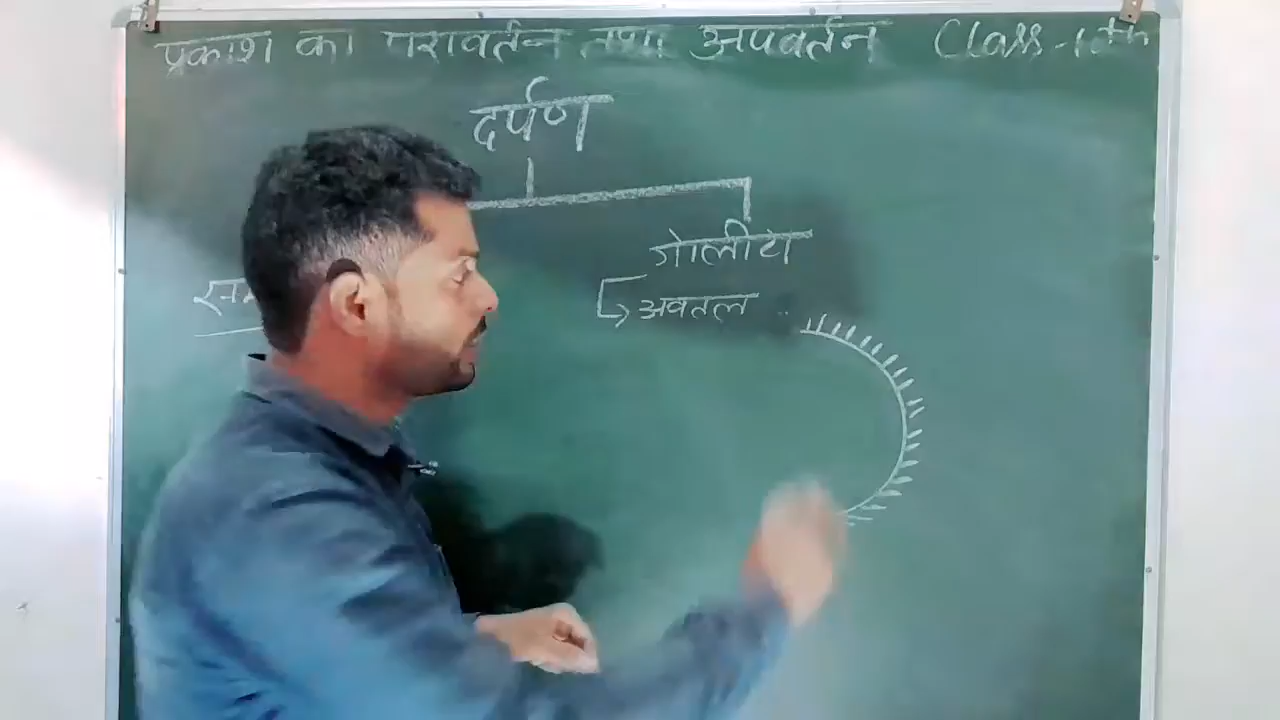 प्रकाश का परावर्तन तथा अपवर्तन Class-10th
दर्पण
गोलीय
अवतल